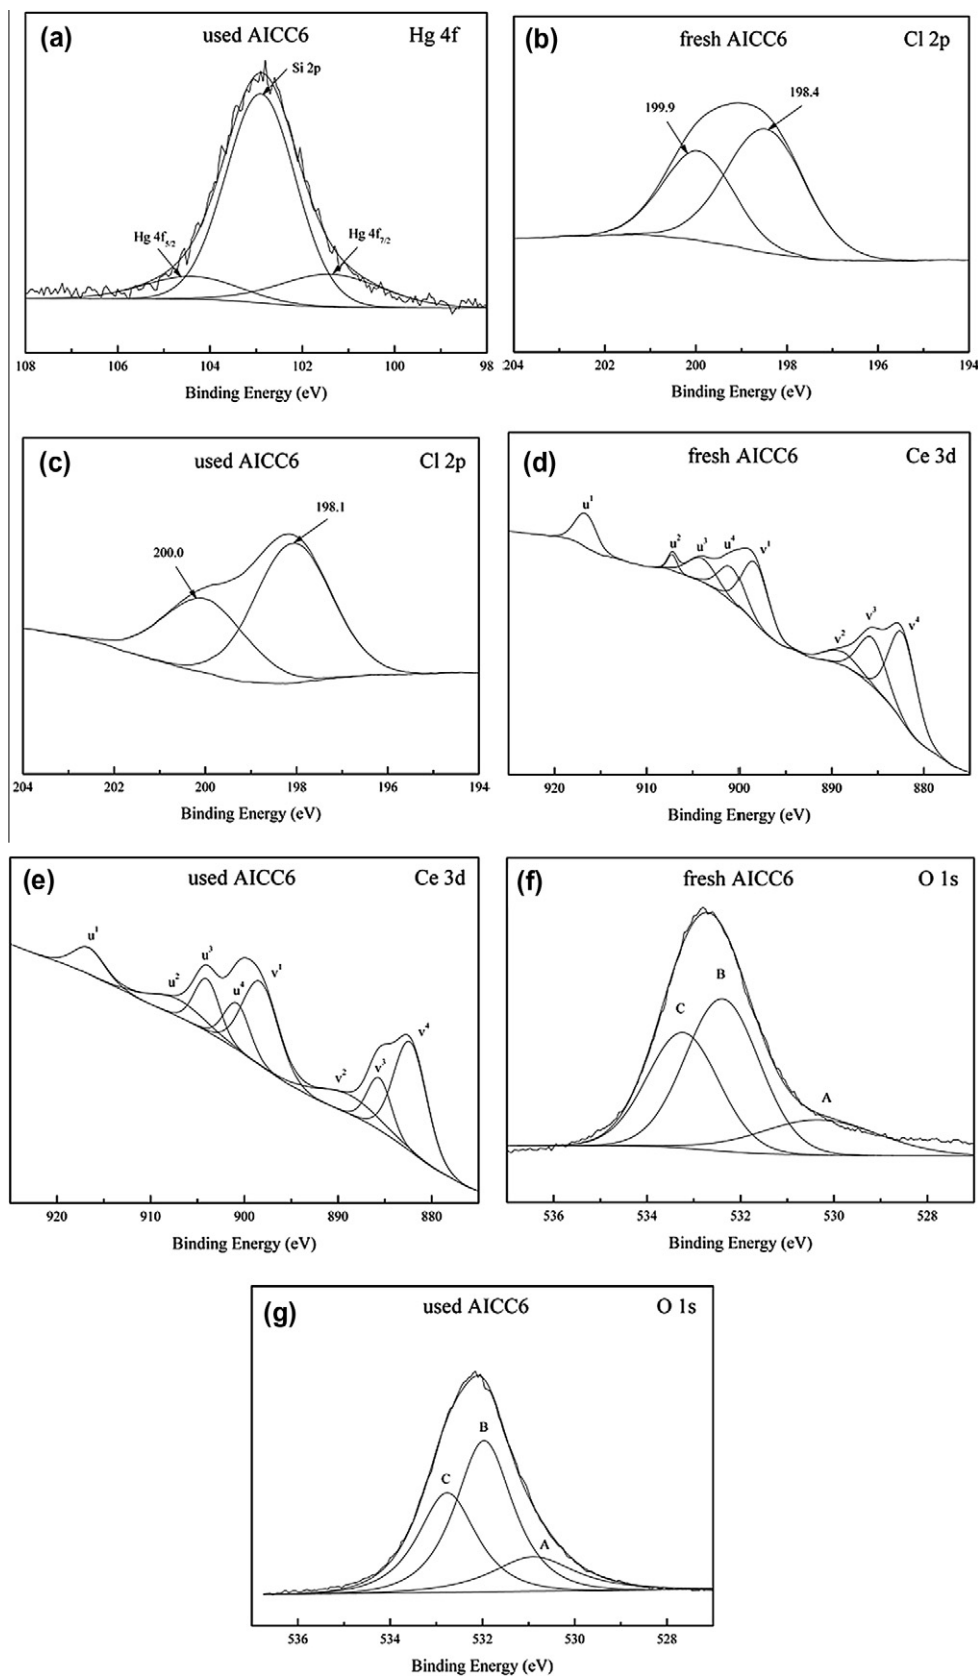 (a) used AICC6 Hg 4f
Si 2p
Hg 4f5/2
Hg 4f7/2
108 106 104 102 100 98
Binding Energy (eV)
(b) fresh AICC6 Cl 2p
199.9
198.4
204 202 200 198 196 194
Binding Energy (eV)
(c) used AICC6 Cl 2p
200.0
198.1
204 202 200 198 196 194
Binding Energy (eV)
(d) fresh AICC6 Ce 3d
u1
u2 u3 u4 v1
v2 v3 v4
920 910 900 890 880
Binding Energy (eV)
(e) used AICC6 Ce 3d
u1
u2 u3 u4 v1
v2 v3 v4
920 910 900 890 880
Binding Energy (eV)
(f) fresh AICC6 O 1s
C B A
536 534 532 530 528
Binding Energy (eV)
(g) used AICC6 O 1s
C B A
536 534 532 530 528
Binding Energy (eV)